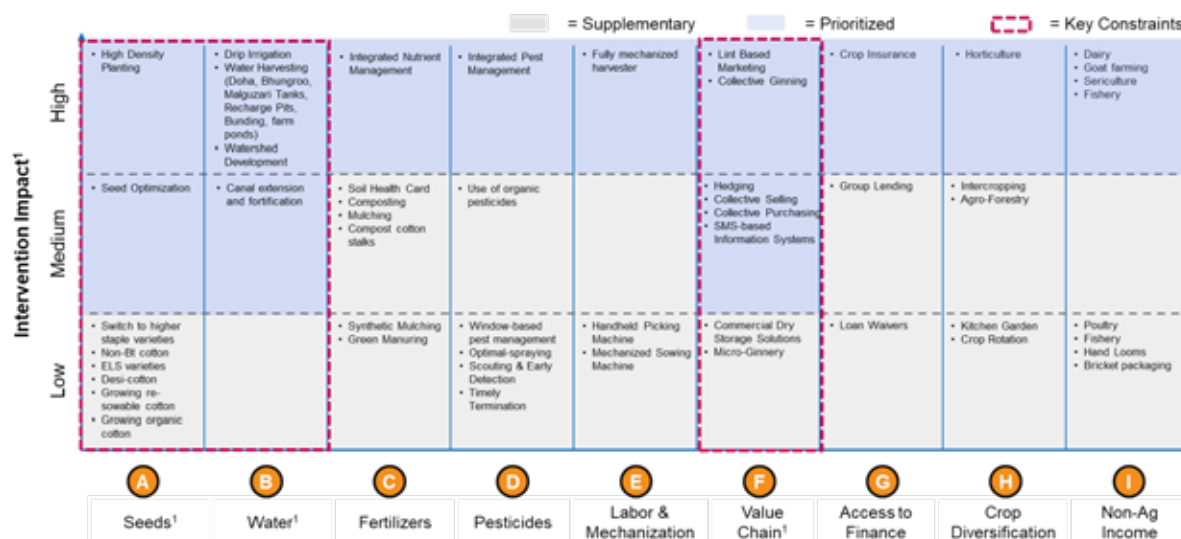 = Supplementary
= Prioritized
= Key Constraints
Intervention Impact¹
High
• High Density
Planting
• Drip Irrigation
• Water Harvesting
(Doha, Bhungroo,
Malguzari Tanks,
Recharge Pits,
Bunding, farm
ponds)
• Watershed
Development
• Integrated Nutrient
Management
• Integrated Pest
Management
• Fully mechanized
harvester
• Lint Based
Marketing
• Collective Ginning
• Crop Insurance
• Horticulture
• Dairy
• Goat farming
• Sericulture
• Fishery
Medium
• Seed Optimization
• Canal extension
and fortification
• Soil Health Card
• Composting
• Mulching
• Compost cotton
stalks
• Use of organic
pesticides
• Hedging
• Collective Selling
• Collective Purchasing
• SMS-based
Information Systems
• Group Lending
• Intercropping
• Agro-Forestry
Low
• Switch to higher
staple varieties
• Non-Bt cotton
• ELS varieties
• Desi-cotton
• Growing re-
sowable cotton
• Growing organic
cotton
• Synthetic Mulching
• Green Manuring
• Window-based
pest management
• Optimal-spraying
• Scouting & Early
Detection
• Timely
Termination
• Handheld Picking
Machine
• Mechanized Sowing
Machine
• Commercial Dry
Storage Solutions
• Micro-Ginnery
• Loan Waivers
• Kitchen Garden
• Crop Rotation
• Poultry
• Fishery
• Hand Looms
• Bricket packaging
A
B
C
D
E
F
G
H
I
Seeds¹
Water¹
Fertilizers
Pesticides
Labor &
Mechanization
Value
Chain¹
Access to
Finance
Crop
Diversification
Non-Ag
Income